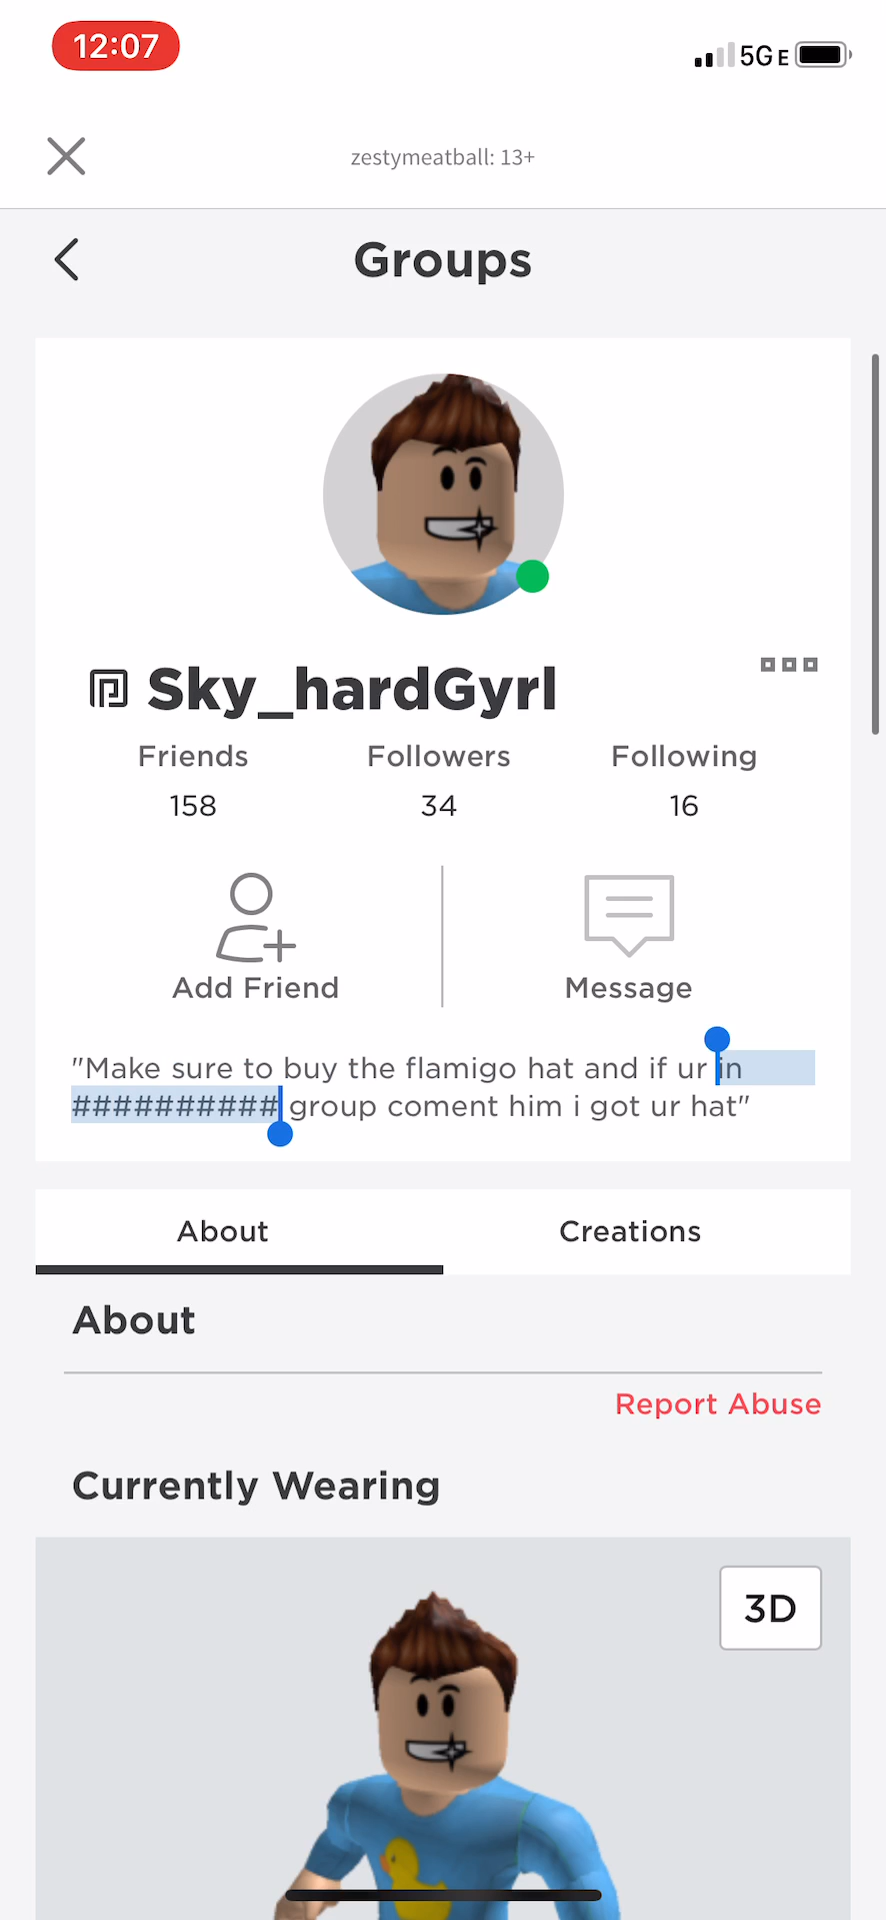 12:07
5G E
zestymeatball: 13+
Groups
Sky_hardGyrl
Friends
Followers
Following
158
34
16
Add Friend
Message
"Make sure to buy the flamigo hat and if ur in
########## group coment him i got ur hat"
About
Creations
About
Report Abuse
Currently Wearing
3D